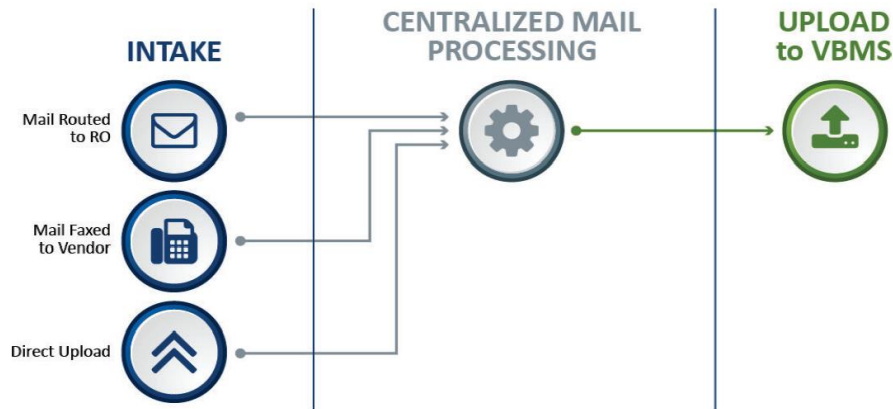 INTAKE
CENTRALIZED MAIL
PROCESSING
UPLOAD
to VBMS
Mail Routed
to RO
Mail Faxed
to Vendor
Direct Upload